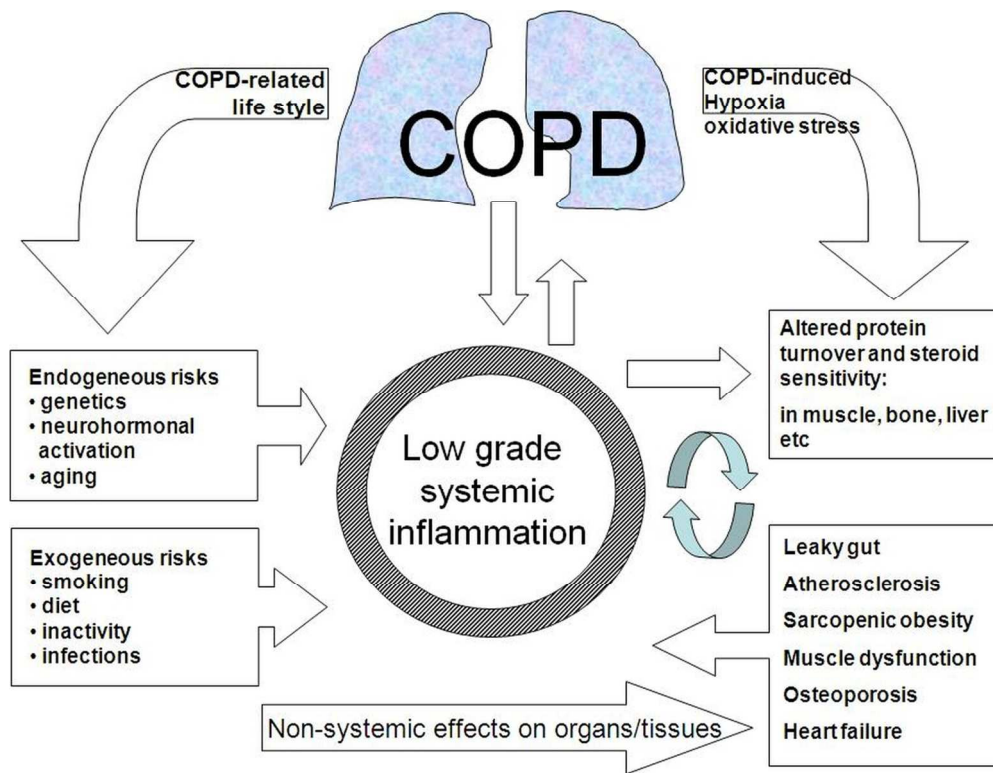 COPD-related
life style
COPD
COPD-induced
Hypoxia
oxidative stress
Endogeneous risks
• genetics
• neurohormonal
activation
• aging
Exogeneous risks
• smoking
• diet
• inactivity
• infections
Low grade
systemic
inflammation
Altered protein
turnover and steroid
sensitivity:
in muscle, bone, liver
etc
Leaky gut
Atherosclerosis
Sarcopenic obesity
Muscle dysfunction
Osteoporosis
Heart failure
Non-systemic effects on organs/tissues